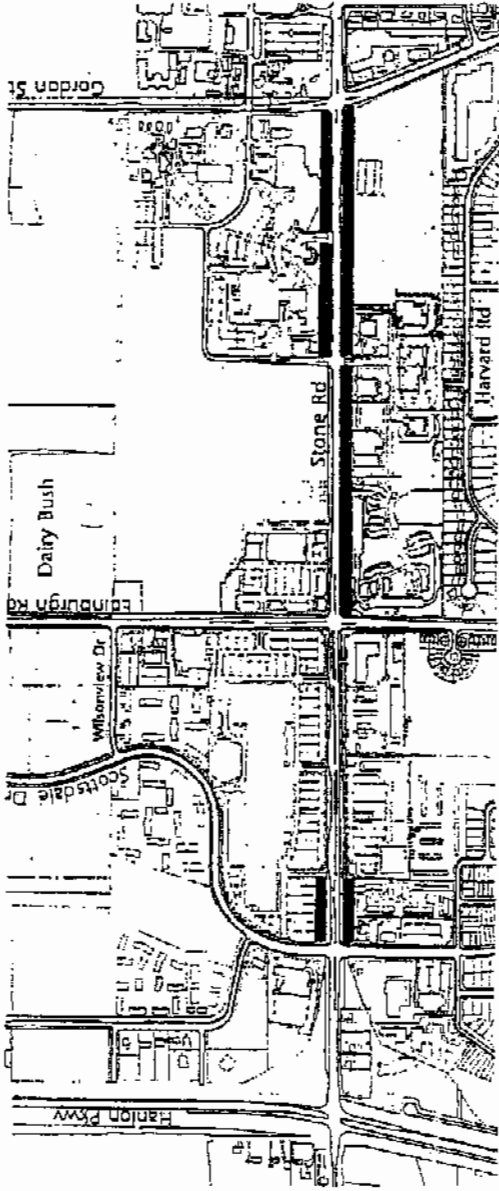 Gordon St
Harvard Rd
Stone Rd
Dairy Bush
Edinburgh Rd
Wilsonview Dr
Scottsdale Dr
Hanlon Pkwy